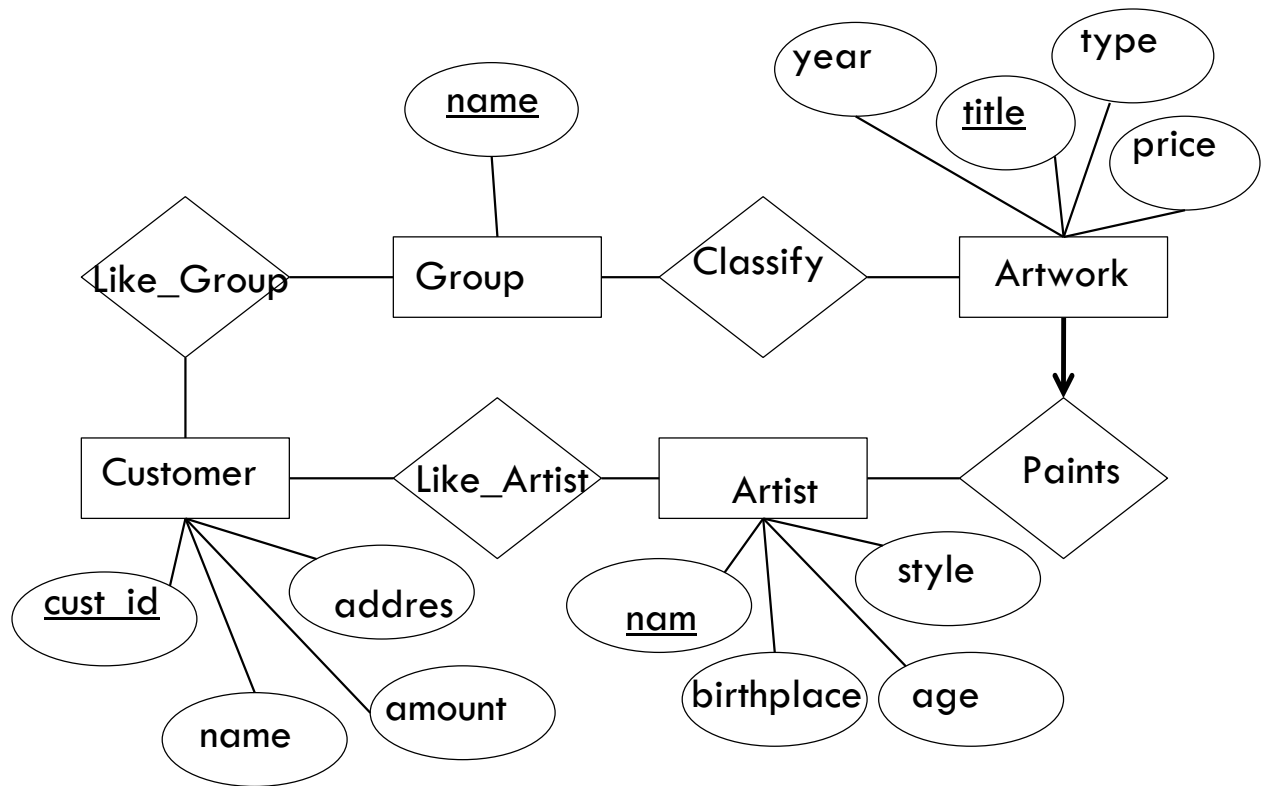 year
type
title
name
price
Like_Group
Group
Classify
Artwork
Customer
Like_Artist
Artist
Paints
cust_id
addres
nam
style
name
amount
birthplace
age